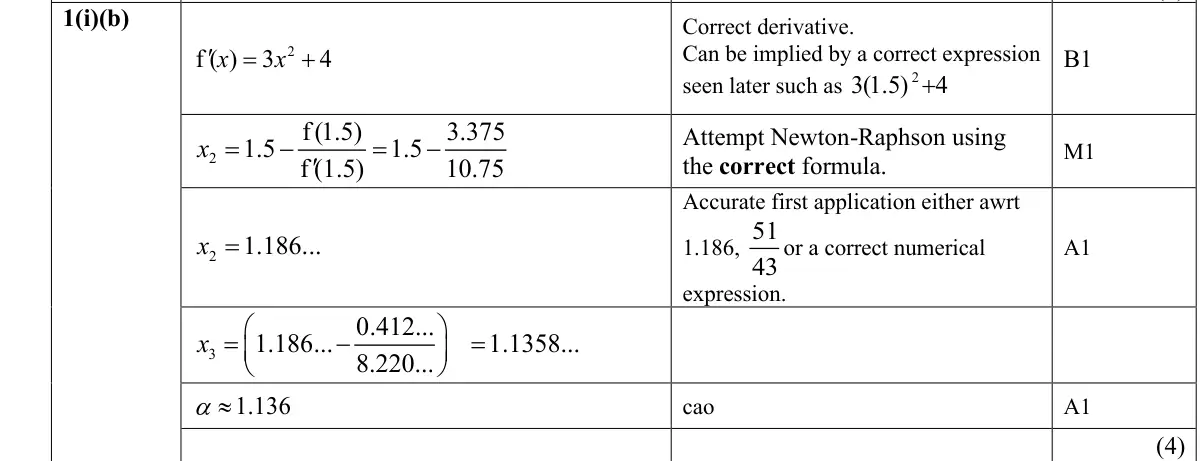 1(i)(b)
f′(x) = 3x² + 4
Correct derivative.
Can be implied by a correct expression
seen later such as 3(1.5)²+4
B1
x₂ = 1.5 − f(1.5)/f′(1.5) = 1.5 − 3.375/10.75
Attempt Newton-Raphson using
the correct formula.
M1
x₂ = 1.186...
Accurate first application either awrt
1.186, 51/43 or a correct numerical
expression.
A1
x₃ = (1.186... − 0.412.../8.220...) = 1.1358...
α ≈ 1.136
cao
A1
(4)